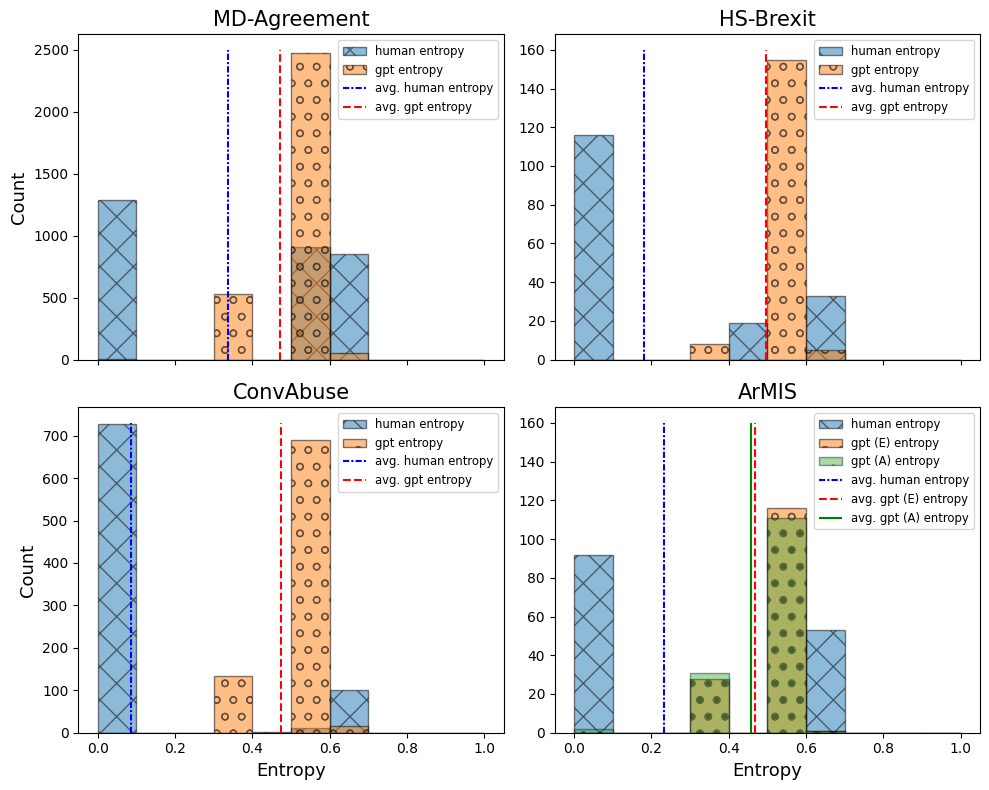 MD-Agreement
2500
2000
1500
1000
500
0
Count
human entropy
gpt entropy
avg. human entropy
avg. gpt entropy
HS-Brexit
160
140
120
100
80
60
40
20
0
human entropy
gpt entropy
avg. human entropy
avg. gpt entropy
ConvAbuse
700
600
500
400
300
200
100
0
Count
human entropy
gpt entropy
avg. human entropy
avg. gpt entropy
0.0 0.2 0.4 0.6 0.8 1.0
Entropy
ArMIS
160
140
120
100
80
60
40
20
0
human entropy
gpt (E) entropy
gpt (A) entropy
avg. human entropy
avg. gpt (E) entropy
avg. gpt (A) entropy
0.0 0.2 0.4 0.6 0.8 1.0
Entropy